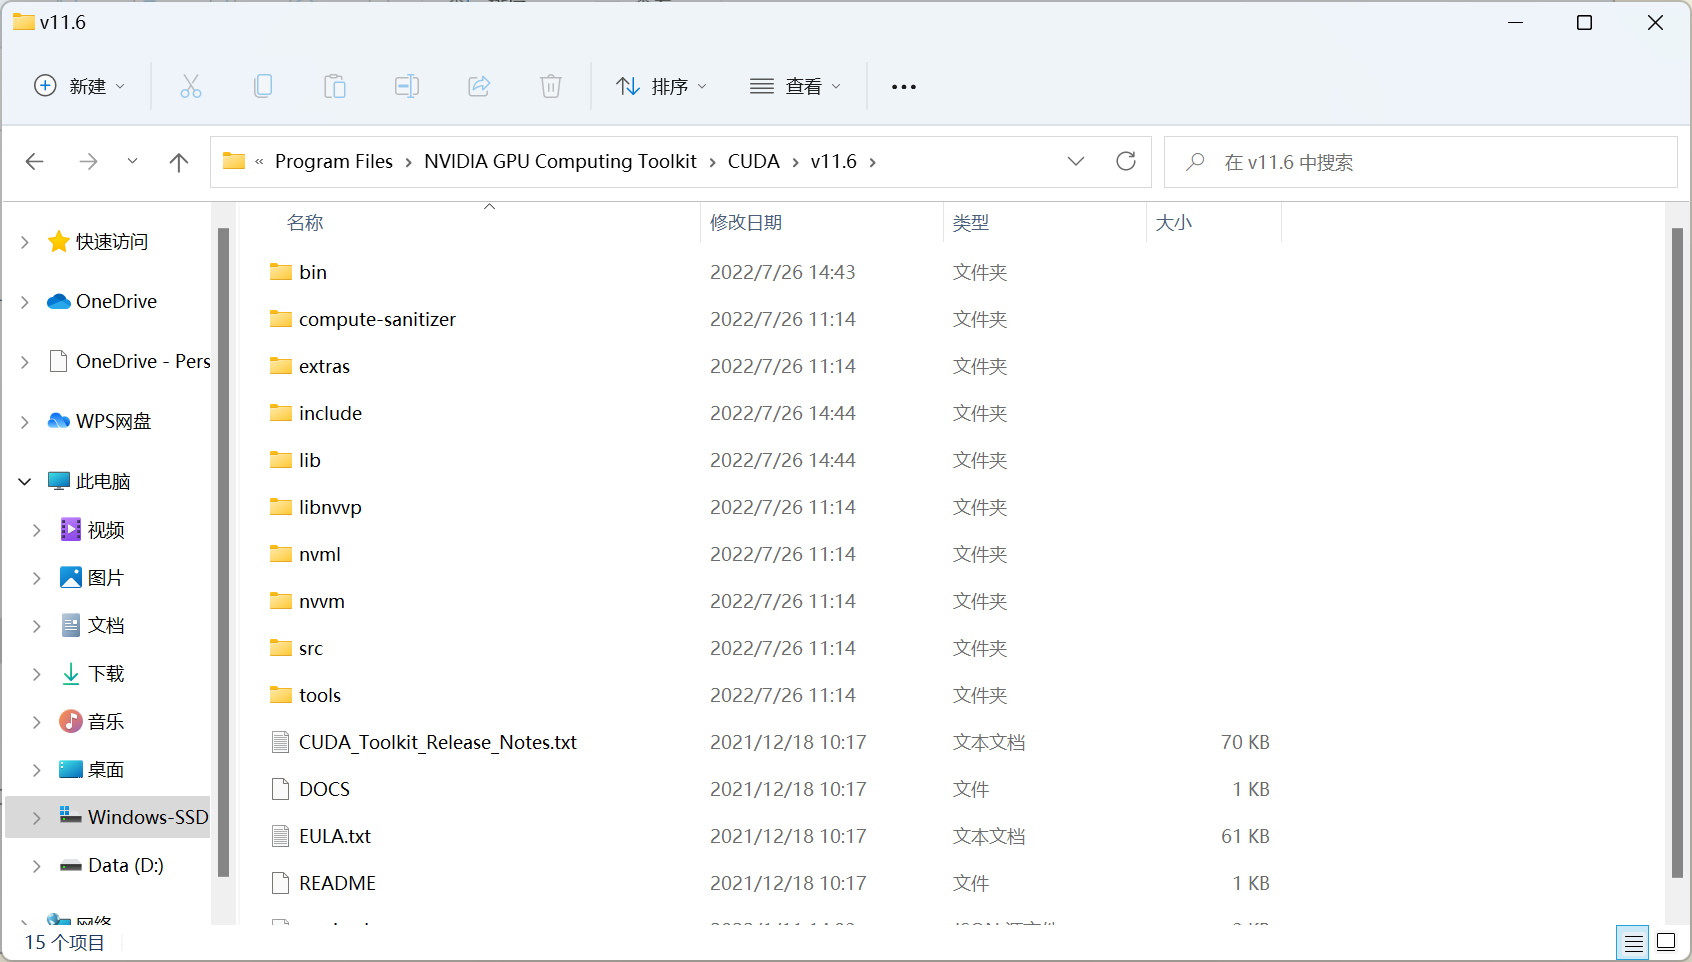 v11.6
新建
排序
查看
« Program Files › NVIDIA GPU Computing Toolkit › CUDA › v11.6 ›
在 v11.6 中搜索
名称 修改日期 类型 大小
快速访问
OneDrive
OneDrive - Pers
WPS网盘
此电脑
视频
图片
文档
下载
音乐
桌面
Windows-SSD
Data (D:)
网络
bin 2022/7/26 14:43 文件夹
compute-sanitizer 2022/7/26 11:14 文件夹
extras 2022/7/26 11:14 文件夹
include 2022/7/26 14:44 文件夹
lib 2022/7/26 14:44 文件夹
libnvvp 2022/7/26 11:14 文件夹
nvml 2022/7/26 11:14 文件夹
nvvm 2022/7/26 11:14 文件夹
src 2022/7/26 11:14 文件夹
tools 2022/7/26 11:14 文件夹
CUDA_Toolkit_Release_Notes.txt 2021/12/18 10:17 文本文档 70 KB
DOCS 2021/12/18 10:17 文件 1 KB
EULA.txt 2021/12/18 10:17 文本文档 61 KB
README 2021/12/18 10:17 文件 1 KB
15 个项目